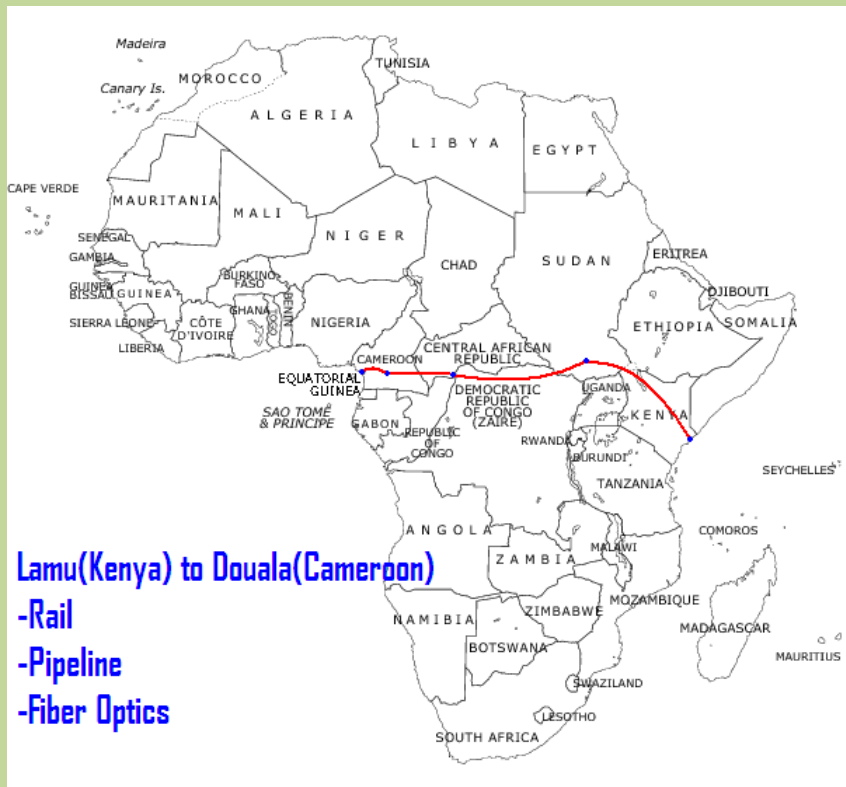 Madeira
TUNISIA
MOROCCO
Canary Is.
ALGERIA
LIBYA
EGYPT
CAPE VERDE
MAURITANIA
MALI
NIGER
CHAD
SUDAN
ERITREA
SENEGAL
GAMBIA
GUINEA
BISSAU
GUINEA
BURKINO
FASO
BENIN
TOGO
GHANA
CÔTE
D'IVOIRE
SIERRA LEONE
LIBERIA
NIGERIA
DJIBOUTI
ETHIOPIA
SOMALIA
CAMEROON
CENTRAL AFRICAN
REPUBLIC
EQUATORIAL
GUINEA
SAO TOMÊ
& PRINCIPE
GABON
REPUBLIC
OF
CONGO
DEMOCRATIC
REPUBLIC
OF CONGO
(ZAIRE)
UGANDA
KENYA
RWANDA
BURUNDI
TANZANIA
SEYCHELLES
COMOROS
ANGOLA
ZAMBIA
MALAWI
MOZAMBIQUE
ZIMBABWE
NAMIBIA
BOTSWANA
MADAGASCAR
MAURITIUS
SWAZILAND
LESOTHO
SOUTH AFRICA
Lamu(Kenya) to Douala(Cameroon)
-Rail
-Pipeline
-Fiber Optics